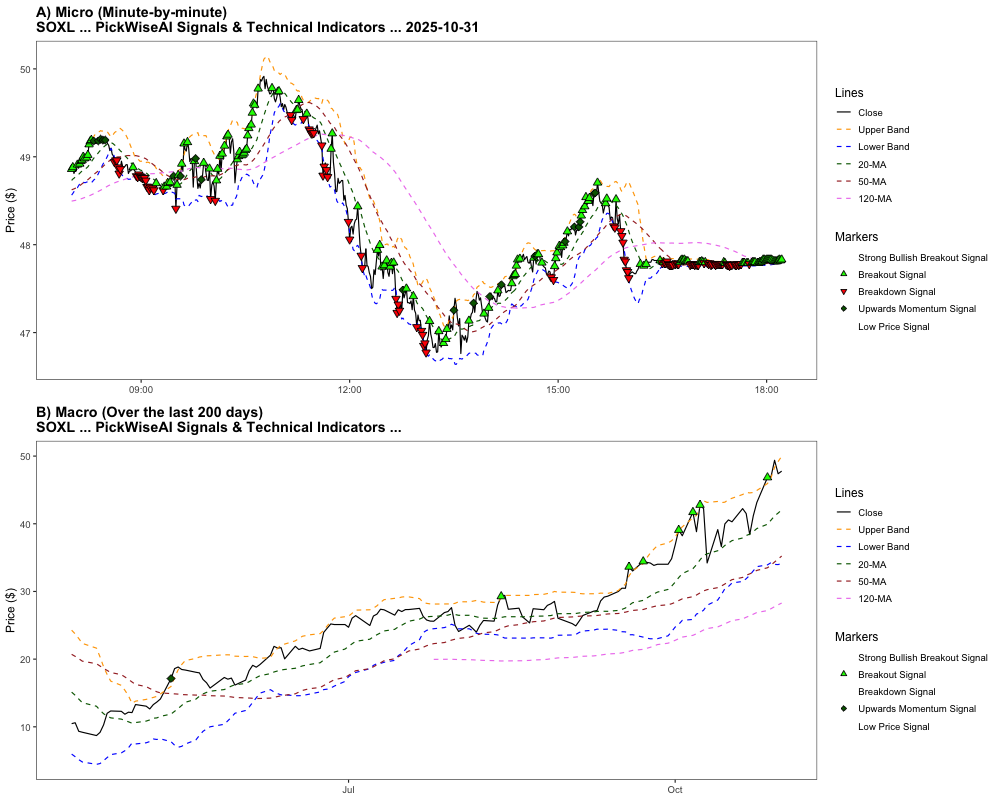 A) Micro (Minute-by-minute)
SOXL ... PickWiseAI Signals & Technical Indicators ... 2025-10-31
Price ($)
50
49
48
47
09:00
12:00
15:00
18:00
Lines
Close
Upper Band
Lower Band
20-MA
50-MA
120-MA
Markers
Strong Bullish Breakout Signal
Breakout Signal
Breakdown Signal
Upwards Momentum Signal
Low Price Signal
B) Macro (Over the last 200 days)
SOXL ... PickWiseAI Signals & Technical Indicators ...
Price ($)
50
40
30
20
10
Jul
Oct
Lines
Close
Upper Band
Lower Band
20-MA
50-MA
120-MA
Markers
Strong Bullish Breakout Signal
Breakout Signal
Breakdown Signal
Upwards Momentum Signal
Low Price Signal